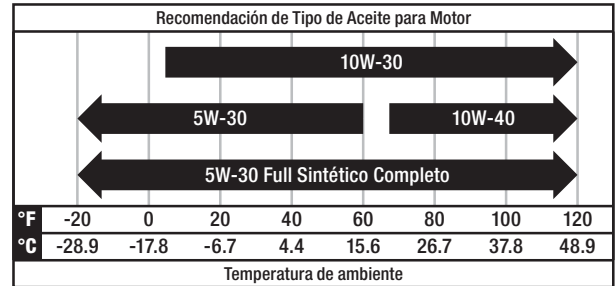 Recomendación de Tipo de Aceite para Motor
10W-30
5W-30 10W-40
5W-30 Full Sintético Completo
°F -20 0 20 40 60 80 100 120
°C -28.9 -17.8 -6.7 4.4 15.6 26.7 37.8 48.9
Temperatura de ambiente